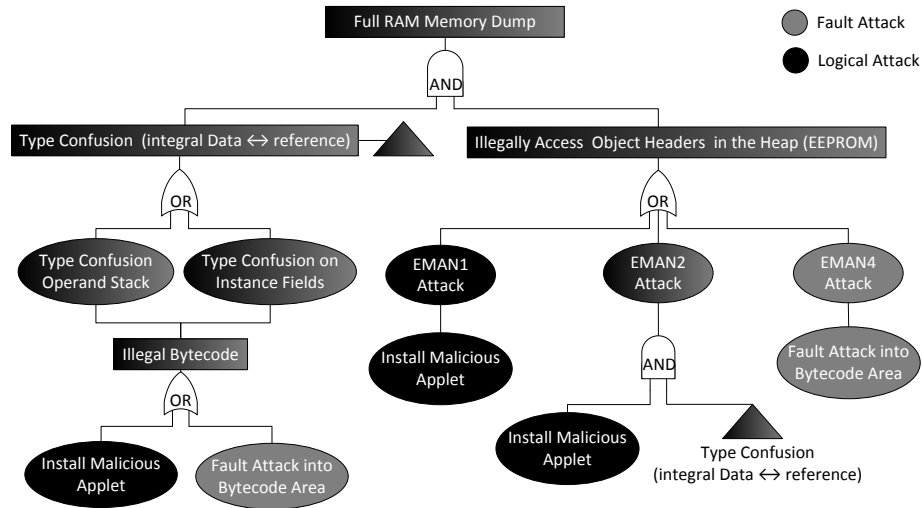 Full RAM Memory Dump
Fault Attack
Logical Attack
AND
Type Confusion (integral Data ↔ reference)
Illegally Access Object Headers in the Heap (EEPROM)
OR
OR
Type Confusion
Operand Stack
Type Confusion on
Instance Fields
EMAN1
Attack
EMAN2
Attack
EMAN4
Attack
Illegal Bytecode
Install Malicious
Applet
AND
Fault Attack into
Bytecode Area
OR
Install Malicious
Applet
Fault Attack into
Bytecode Area
Install Malicious
Applet
Type Confusion
(integral Data ↔ reference)